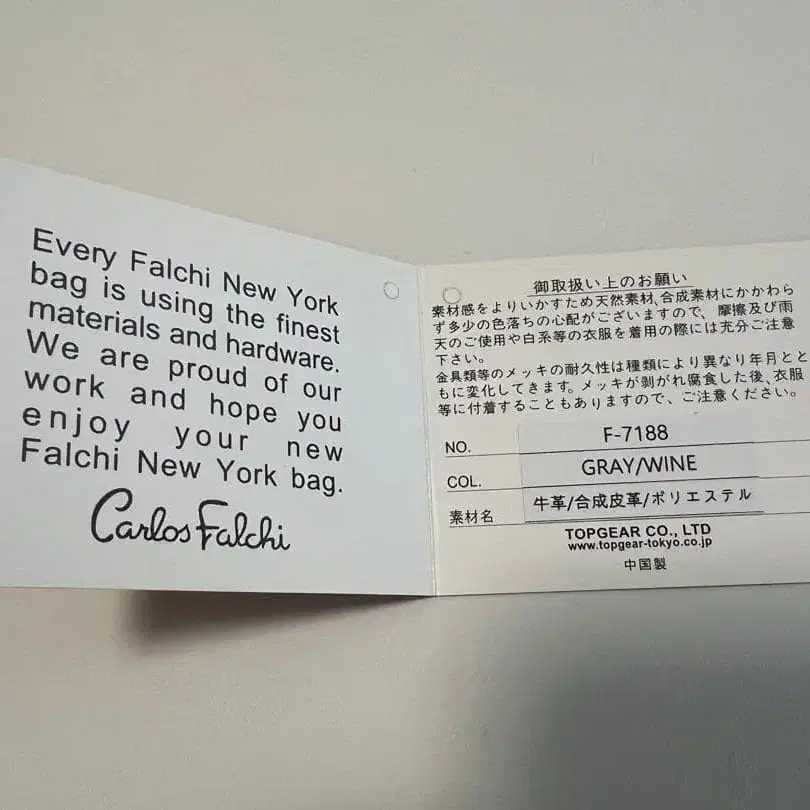 Every Falchi New York
bag is using the finest
materials and hardware.
We are proud of our
work and hope you
enjoy your new
Falchi New York bag.
Carlos Falchi
御取扱い上のお願い
素材感をよりいかすため天然素材､合成素材にかかわら
ず多少の色落ちの心配がございますので、摩擦及び雨
天のご使用や白系等の衣服を着用の際には充分ご注意
下さい。
金具類等のメッキの耐久性は種類により異なり年月とと
もに変化してきます。メッキが剥がれ腐食した後、衣服
等に付着することもありますので、ご注意ください。
NO. F-7188
COL. GRAY/WINE
素材名 牛革/合成皮革/ポリエステル
TOPGEAR CO., LTD
www.topgear-tokyo.co.jp
中国製